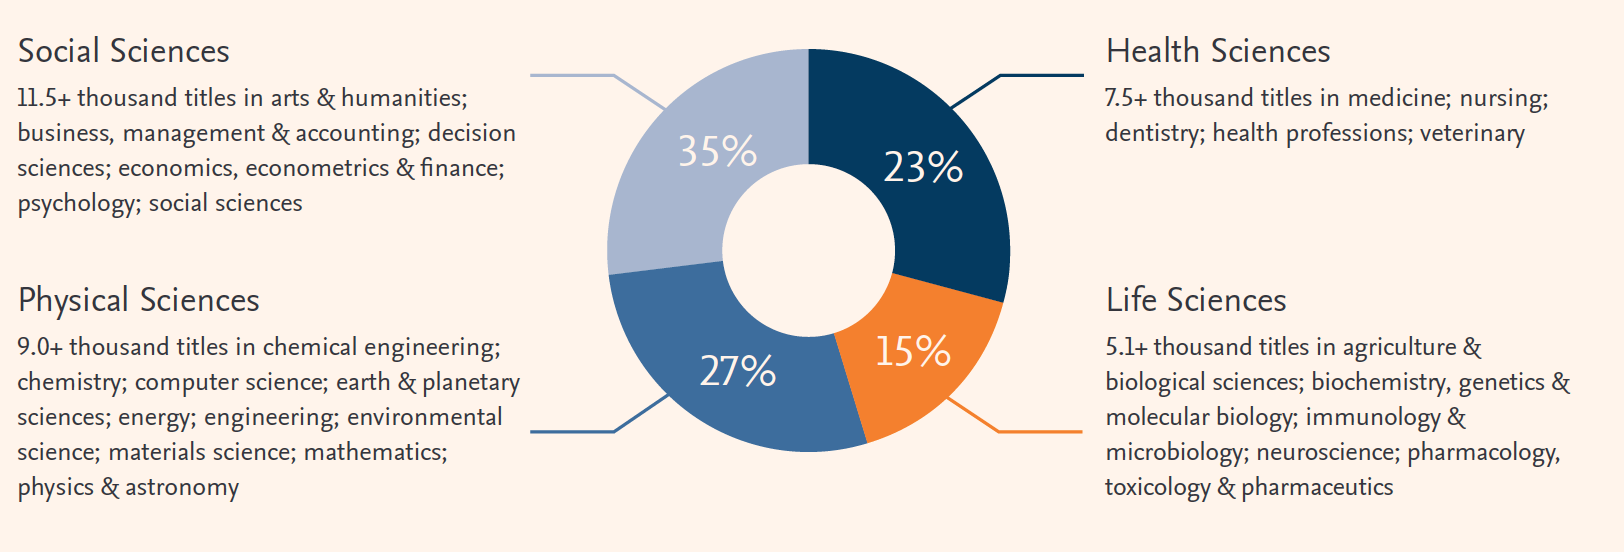 Social Sciences
11.5+ thousand titles in arts & humanities;
business, management & accounting; decision
sciences; economics, econometrics & finance;
psychology; social sciences
Physical Sciences
9.0+ thousand titles in chemical engineering;
chemistry; computer science; earth & planetary
sciences; energy; engineering; environmental
science; materials science; mathematics;
physics & astronomy
35%
23%
27%
15%
Health Sciences
7.5+ thousand titles in medicine; nursing;
dentistry; health professions; veterinary
Life Sciences
5.1+ thousand titles in agriculture &
biological sciences; biochemistry, genetics &
molecular biology; immunology &
microbiology; neuroscience; pharmacology,
toxicology & pharmaceutics